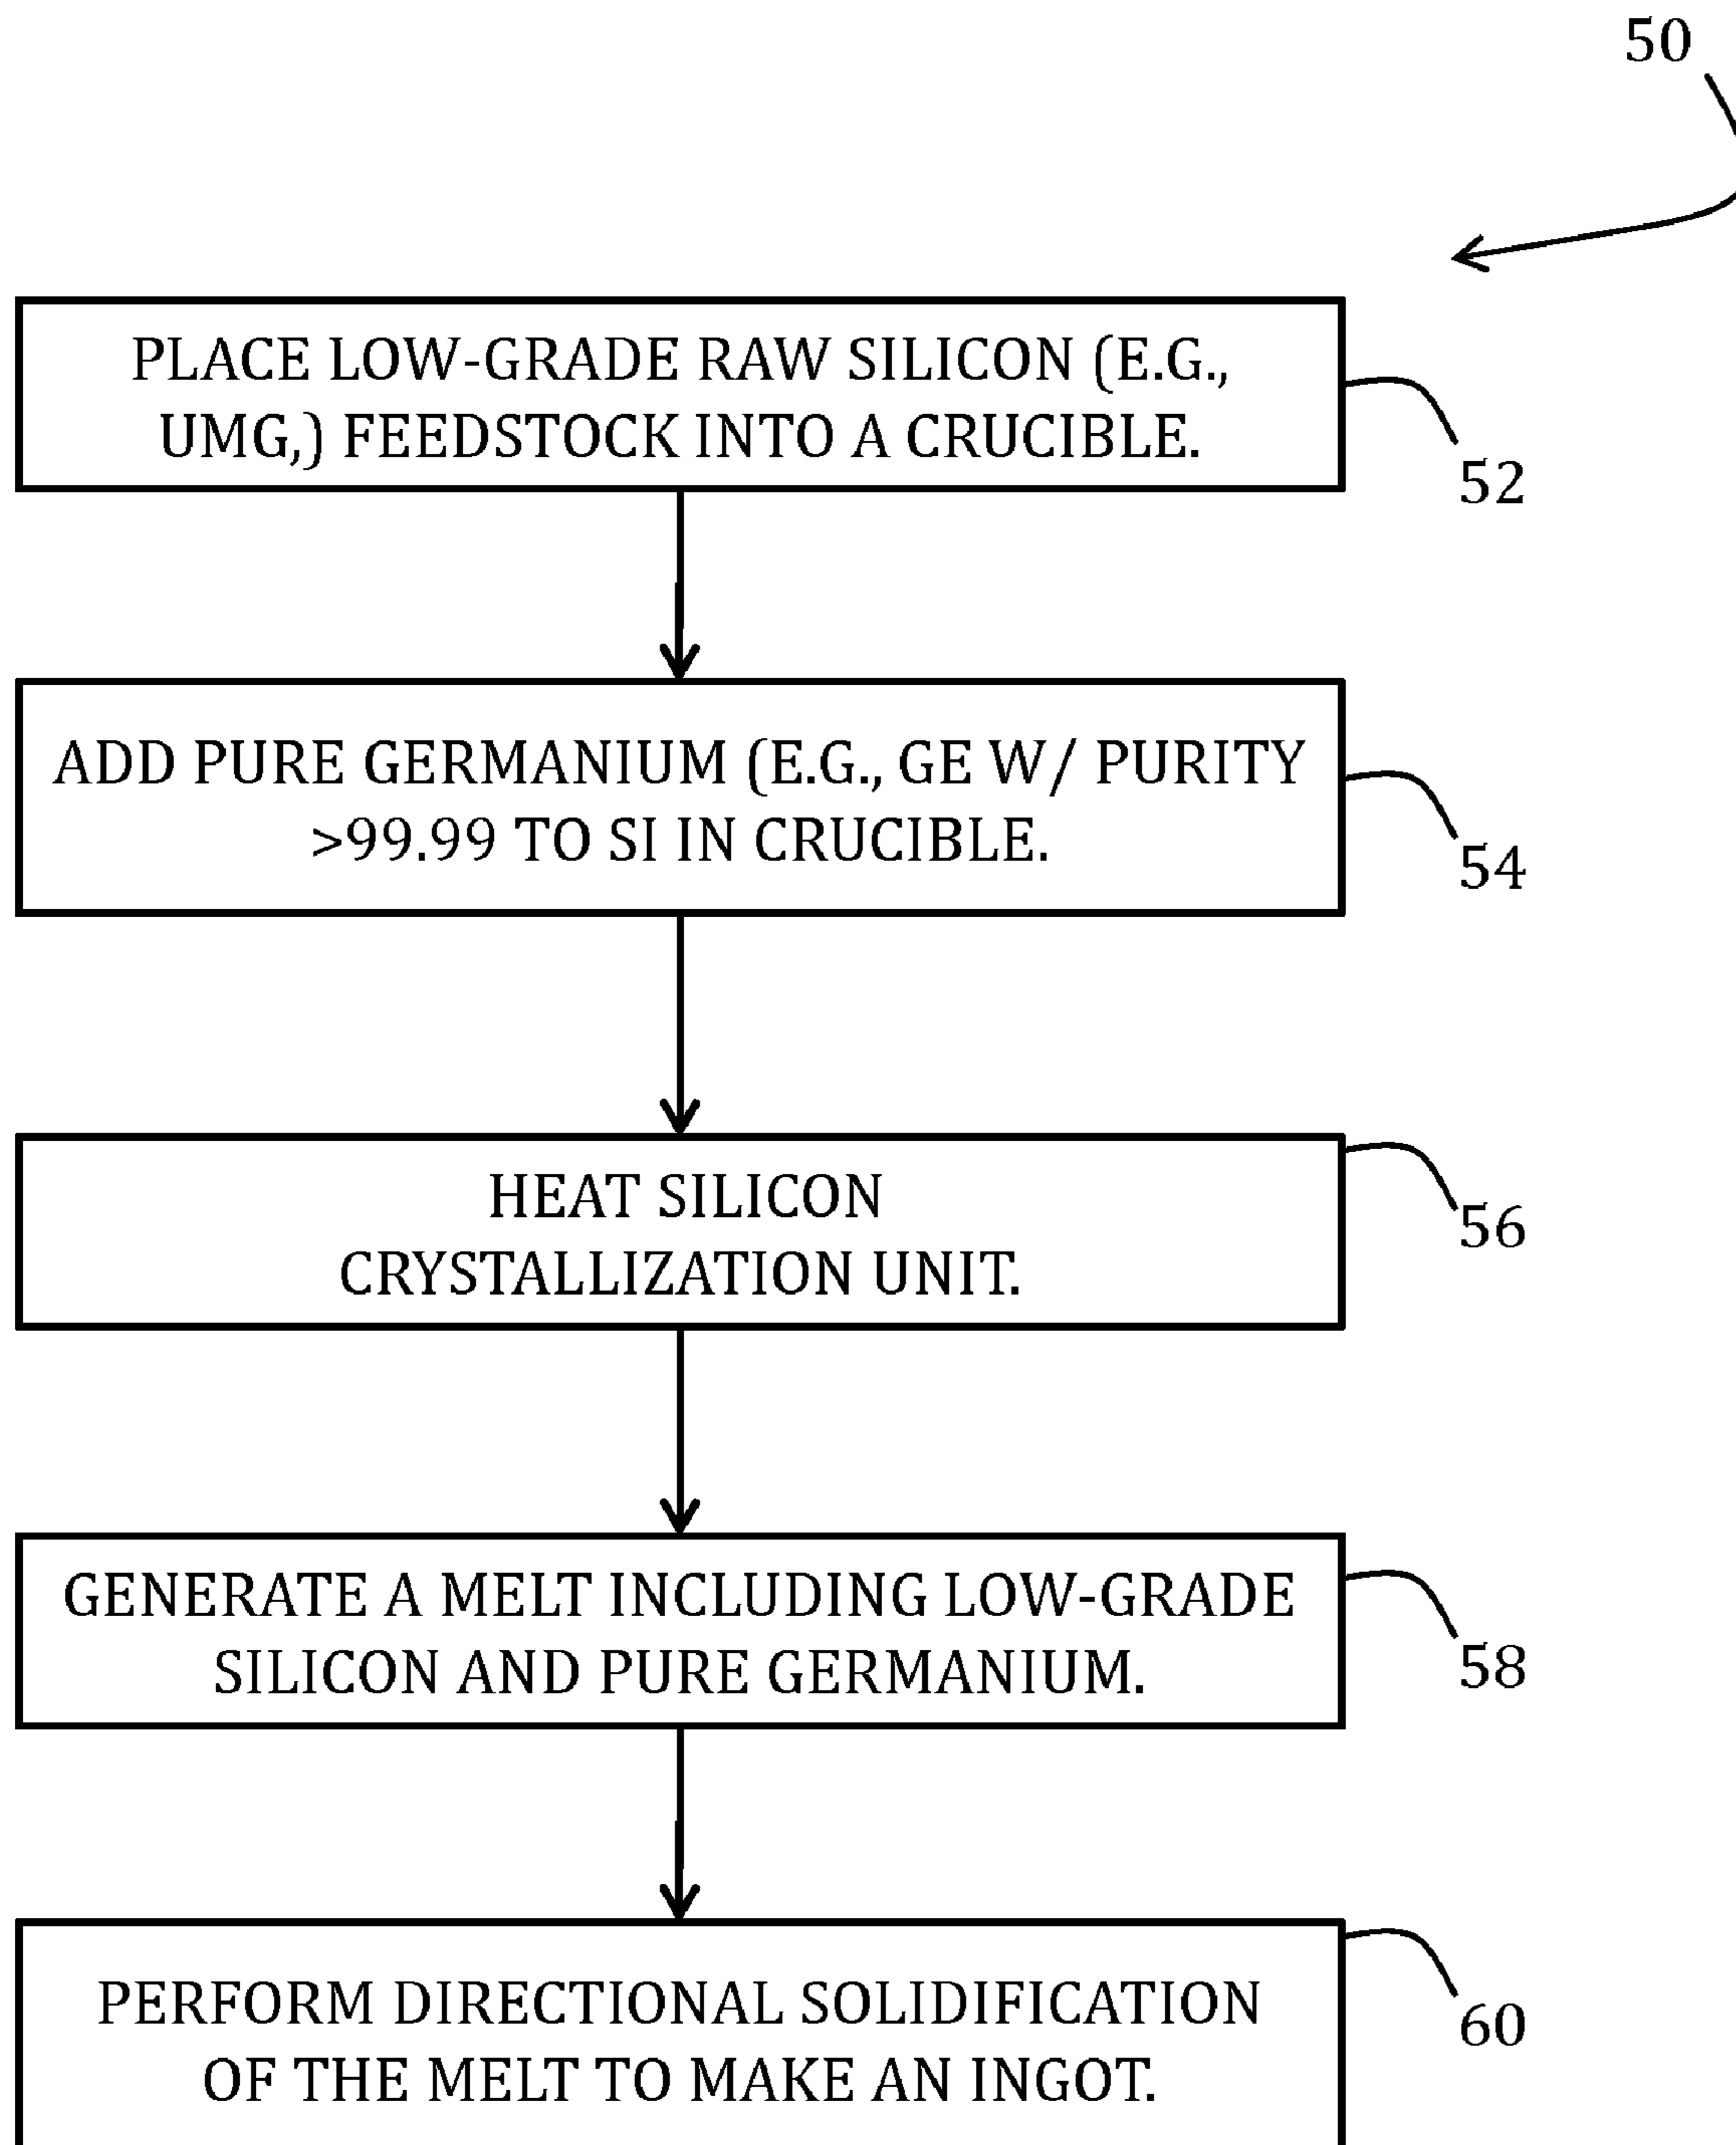 50
PLACE LOW-GRADE RAW SILICON (E.G.,
UMG,) FEEDSTOCK INTO A CRUCIBLE.
52
ADD PURE GERMANIUM (E.G., GE W/ PURITY
>99.99 TO SI IN CRUCIBLE.
54
HEAT SILICON
CRYSTALLIZATION UNIT.
56
GENERATE A MELT INCLUDING LOW-GRADE
SILICON AND PURE GERMANIUM.
58
PERFORM DIRECTIONAL SOLIDIFICATION
OF THE MELT TO MAKE AN INGOT.
60